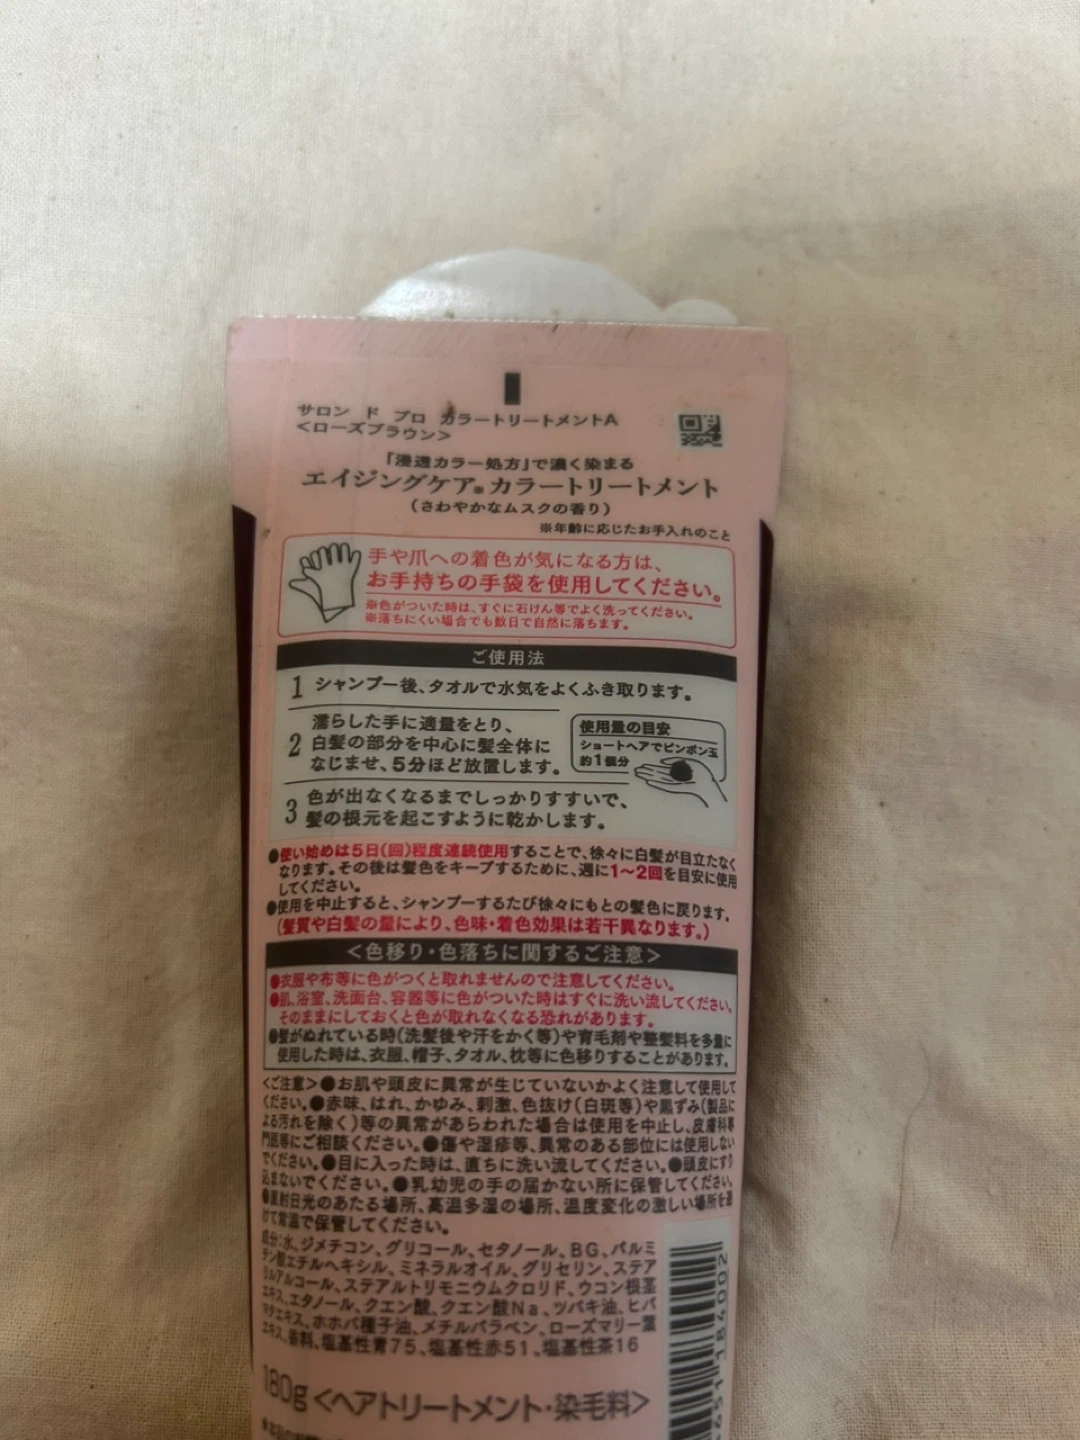 サロン ド プロ カラートリートメントA
<ローズブラウン>
「浸透カラー処方」で濃く染まる
エイジングケア※カラートリートメント
(さわやかなムスクの香り)
※年齢に応じたお手入れのこと
手や爪への着色が気になる方は、
お手持ちの手袋を使用してください。
※色がついた時は、すぐに石けん等でよく洗ってください。
※落ちにくい場合でも数日で自然に落ちます。
ご使用法
1 シャンプー後、タオルで水気をよくふき取ります。
2 濡らした手に適量をとり、
白髪の部分を中心に髪全体に
なじませ、5分ほど放置します。
使用量の目安
ショートヘアでピンポン玉
約1個分
3 色が出なくなるまでしっかりすすいで、
髪の根元を起こすように乾かします。
●使い始めは5日(回)程度連続使用することで、徐々に白髪が目立たなく
なります。その後は髪色をキープするために、週に1～2回を目安に使用
してください。
●使用を中止すると、シャンプーするたび徐々にもとの髪色に戻ります。
(髪質や白髪の量により、色味・着色効果は若干異なります。)
<色移り・色落ちに関するご注意>
●衣服や布等に色がつくと取れませんので注意してください。
●肌、浴室、洗面台、容器等に色がついた時はすぐに洗い流してください。
そのままにしておくと色が取れなくなる恐れがあります。
●髪がぬれている時(洗髪後や汗をかく等)や育毛剤や整髪料を多量に
使用した時は、衣服、帽子、タオル、枕等に色移りすることがあります。
<ご注意>●お肌や頭皮に異常が生じていないかよく注意して使用して
ください。●赤味、はれ、かゆみ、刺激、色抜け(白斑等)や黒ずみ(製品に
よる汚れを除く)等の異常があらわれた場合は使用を中止し、皮膚科専
門医等にご相談ください。●傷や湿疹等、異常のある部位には使用しない
でください。●目に入った時は、直ちに洗い流してください。●頭皮にすり
込まないでください。●乳幼児の手の届かない所に保管してください。
●直射日光のあたる場所、高温多湿の場所、温度変化の激しい場所を避
けて常温で保管してください。
成分:水、ジメチコン、グリコール、セタノール、BG、パルミ
チン酸エチルヘキシル、ミネラルオイル、グリセリン、ステア
リルアルコール、ステアルトリモニウムクロリド、ウコン根茎
エキス、エタノール、クエン酸、クエン酸Na、ツバキ油、ヒバ
マタエキス、ホホバ種子油、メチルパラベン、ローズマリー葉
エキス、香料、塩基性青75、塩基性赤51、塩基性茶16
180g<ヘアトリートメント・染毛料>